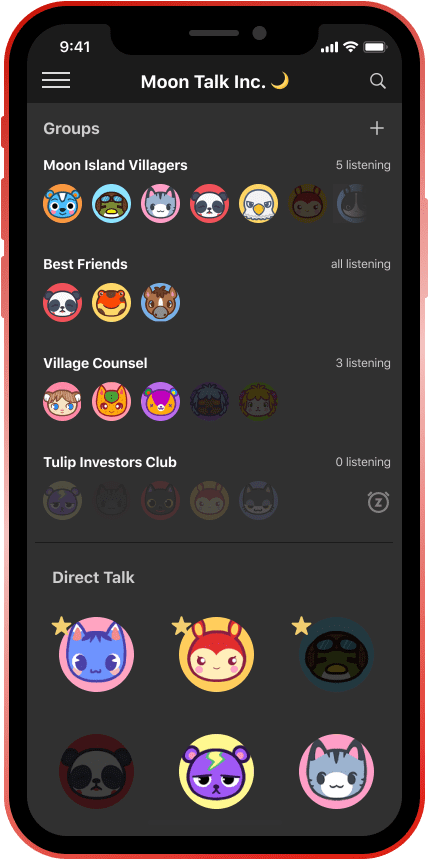 9:41
Moon Talk Inc. 🌙
Groups
Moon Island Villagers 5 listening
Best Friends all listening
Village Counsel 3 listening
Tulip Investors Club 0 listening
z
Direct Talk